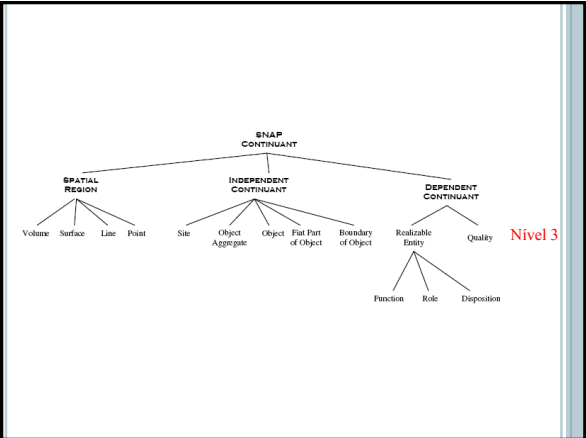 SNAP
CONTINUANT
SPATIAL
REGION
INDEPENDENT
CONTINUANT
DEPENDENT
CONTINUANT
Volume
Surface
Line
Point
Site
Object
Aggregate
Object
Fiat Part
of Object
Boundary
of Object
Realizable
Entity
Quality
Nível 3
Function
Role
Disposition